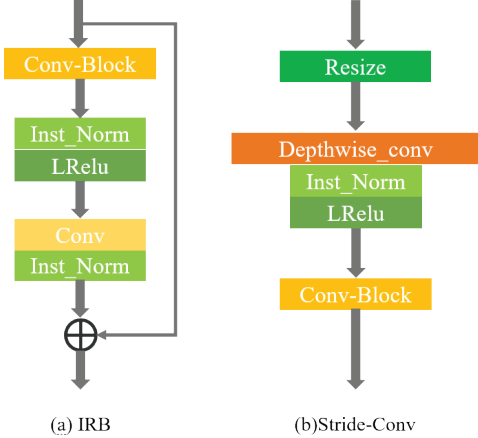 Conv-Block
Inst_Norm
LRelu
Conv
Inst_Norm
(a) IRB
Resize
Depthwise_conv
Inst_Norm
LRelu
Conv-Block
(b)Stride-Conv